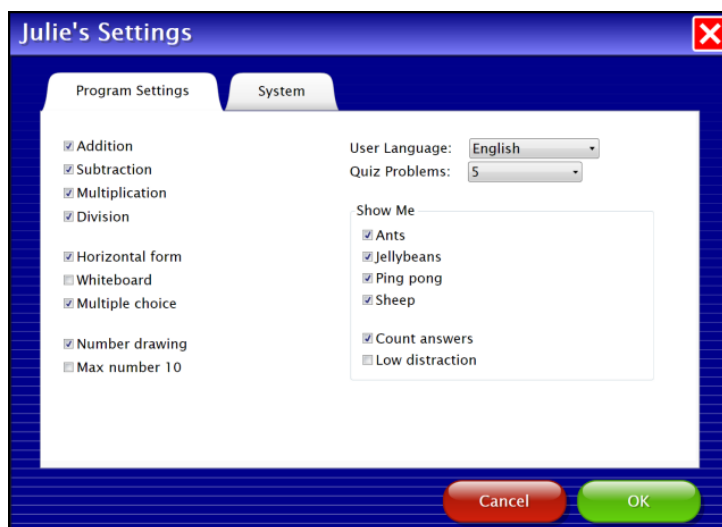 Julie's Settings
Program Settings
System
Addition
Subtraction
Multiplication
Division
Horizontal form
Whiteboard
Multiple choice
Number drawing
Max number 10
User Language: English
Quiz Problems: 5
Show Me
Ants
Jellybeans
Ping pong
Sheep
Count answers
Low distraction
Cancel
OK